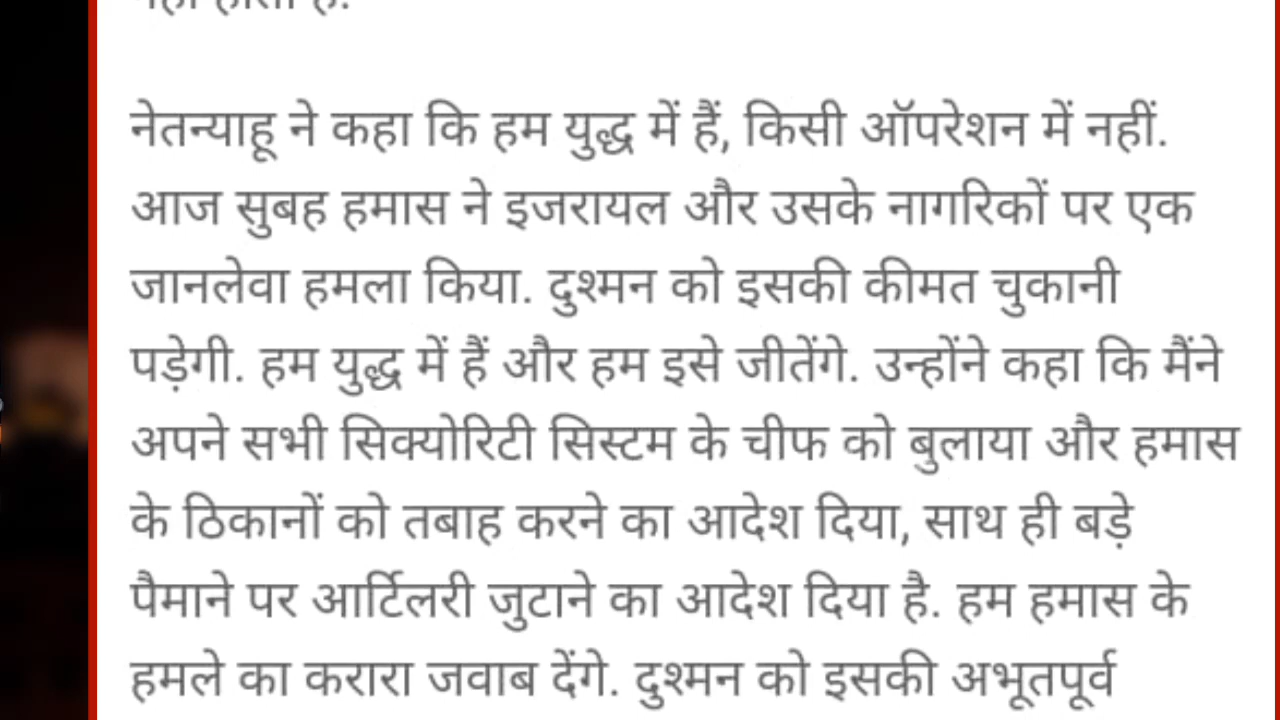 नेतन्याहू ने कहा कि हम युद्ध में हैं, किसी ऑपरेशन में नहीं.
आज सुबह हमास ने इजरायल और उसके नागरिकों पर एक
जानलेवा हमला किया. दुश्मन को इसकी कीमत चुकानी
पड़ेगी. हम युद्ध में हैं और हम इसे जीतेंगे. उन्होंने कहा कि मैंने
अपने सभी सिक्योरिटी सिस्टम के चीफ को बुलाया और हमास
के ठिकानों को तबाह करने का आदेश दिया, साथ ही बड़े
पैमाने पर आर्टिलरी जुटाने का आदेश दिया है. हम हमास के
हमले का करारा जवाब देंगे. दुश्मन को इसकी अभूतपूर्व